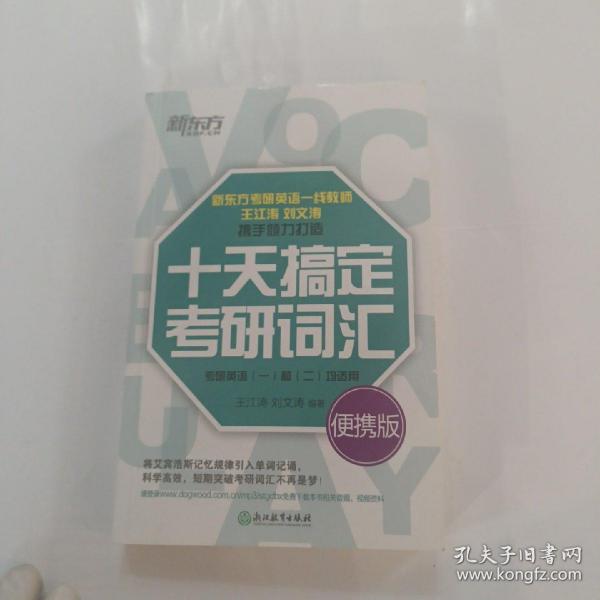 VOC
A
B
U
AY
新东方
XDF.CN
新东方考研英语一线教师
王江涛 刘文涛
携手倾力打造
十天搞定
考研词汇
考研英语（一）和（二）均适用
王江涛 刘文涛 编著
便携版
将艾宾浩斯记忆规律引入单词记诵，
科学高效，短期突破考研词汇不再是梦！
浙江教育出版社
孔夫子旧书网
www.kongfz.com